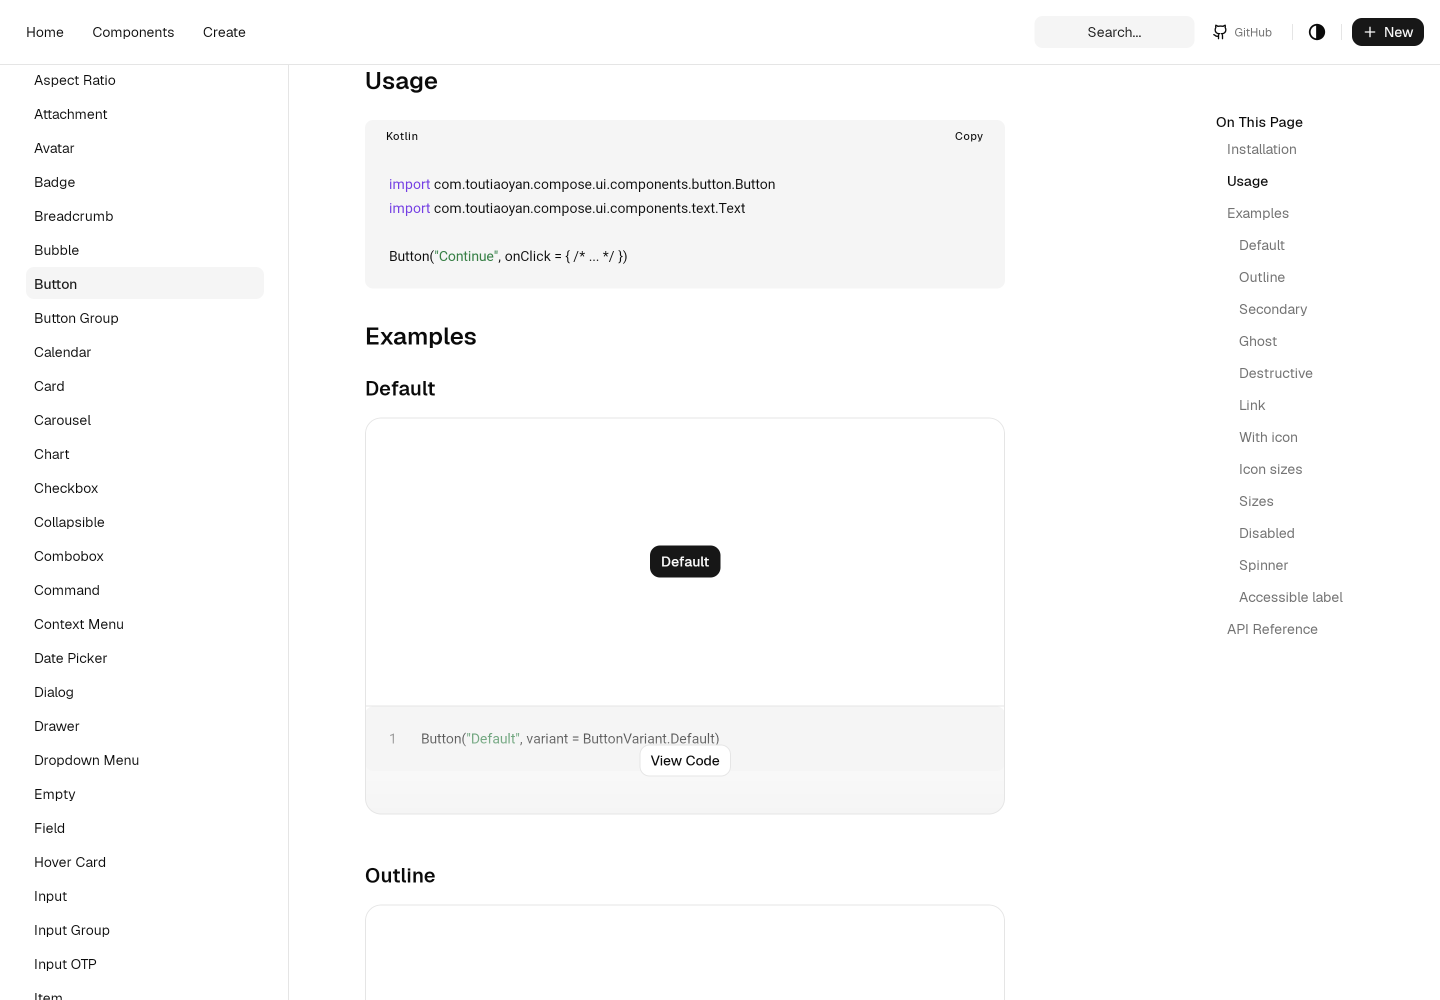 Home
Components
Create
Search...
GitHub
New
Aspect Ratio
Attachment
Avatar
Badge
Breadcrumb
Bubble
Button
Button Group
Calendar
Card
Carousel
Chart
Checkbox
Collapsible
Combobox
Command
Context Menu
Date Picker
Dialog
Drawer
Dropdown Menu
Empty
Field
Hover Card
Input
Input Group
Input OTP
Item
Usage
Kotlin
Copy
import com.toutiaoyan.compose.ui.components.button.Button
import com.toutiaoyan.compose.ui.components.text.Text
Button("Continue", onClick = { /* ... */ })
Examples
Default
Default
1 Button("Default", variant = ButtonVariant.Default)
View Code
Outline
On This Page
Installation
Usage
Examples
Default
Outline
Secondary
Ghost
Destructive
Link
With icon
Icon sizes
Sizes
Disabled
Spinner
Accessible label
API Reference